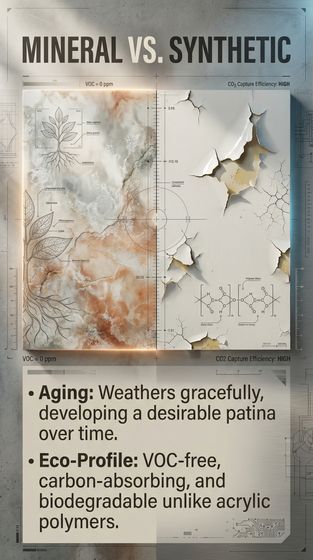 MINERAL VS. SYNTHETIC
VOC = 0 ppm
CO₂ Capture Efficiency: HIGH
VOC = 0 ppm
CO2 Capture Efficiency: HIGH
• Aging: Weathers gracefully,
developing a desirable patina
over time.
• Eco-Profile: VOC-free,
carbon-absorbing, and
biodegradable unlike acrylic
polymers.